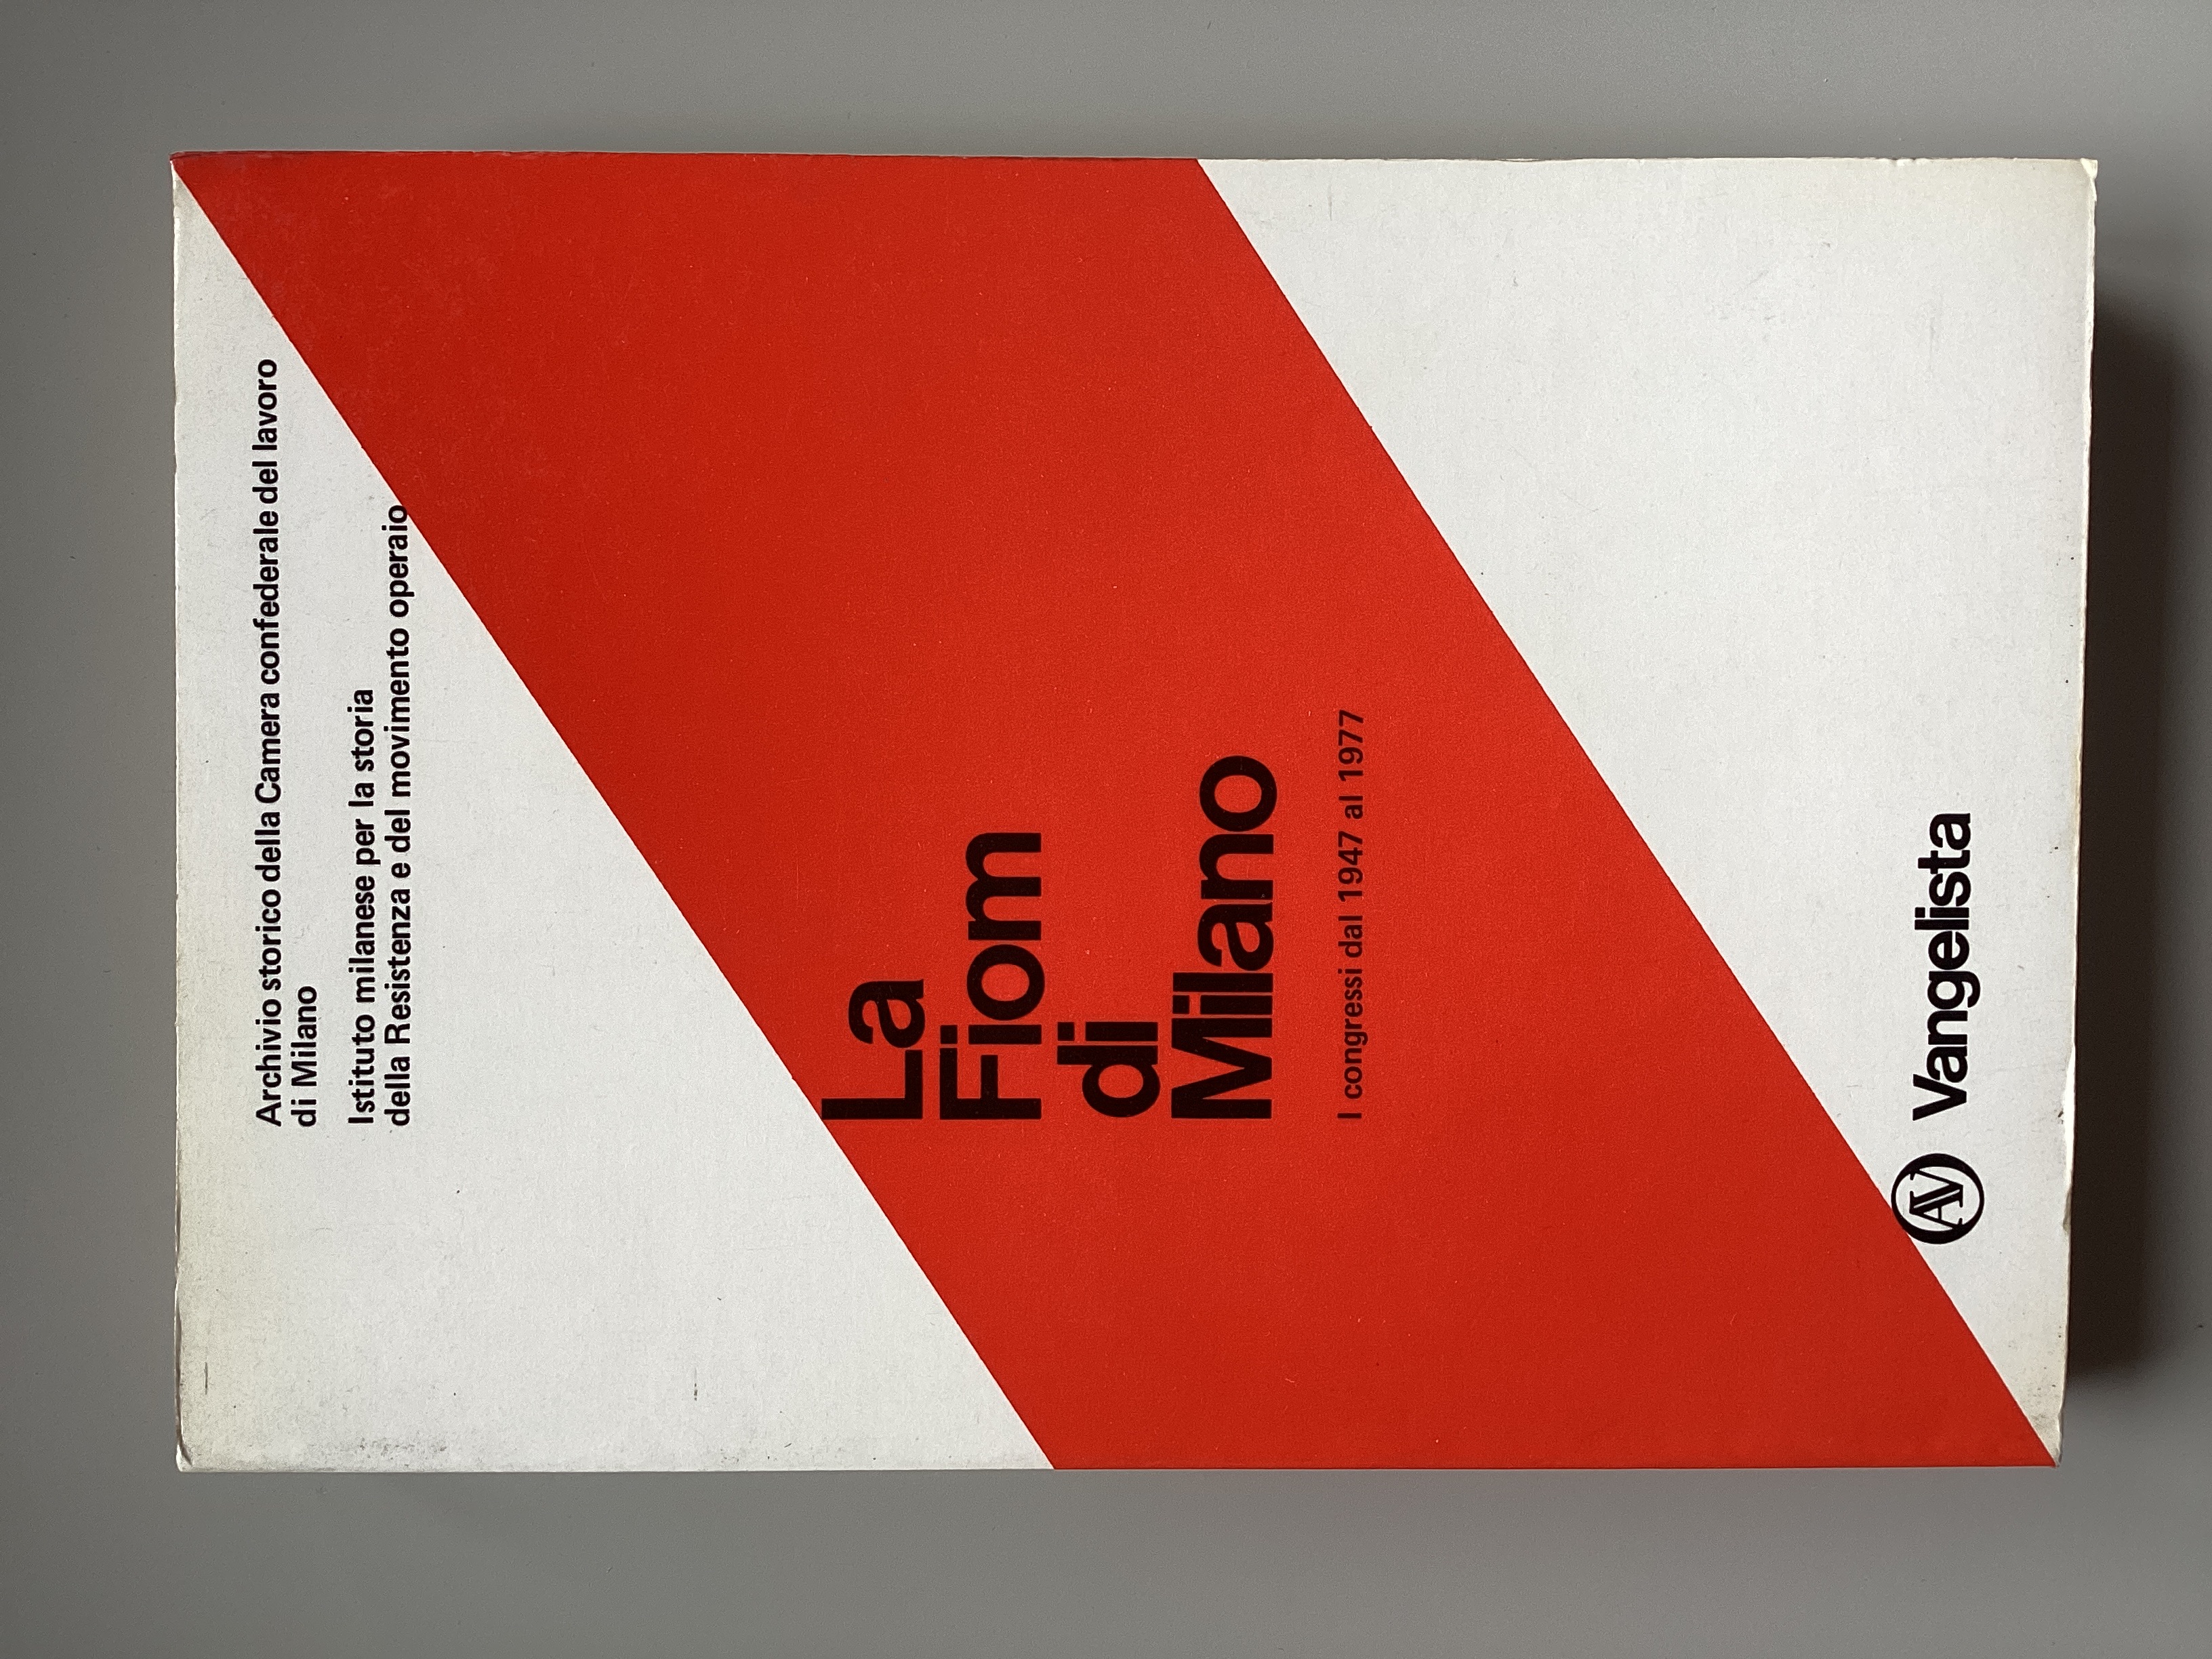 Archivio storico della Camera confederale del lavoro
di Milano
Istituto milanese per la storia
della Resistenza e del movimento operaio
La
Fiom
di
Milano
I congressi dal 1947 al 1977
AV Vangelista